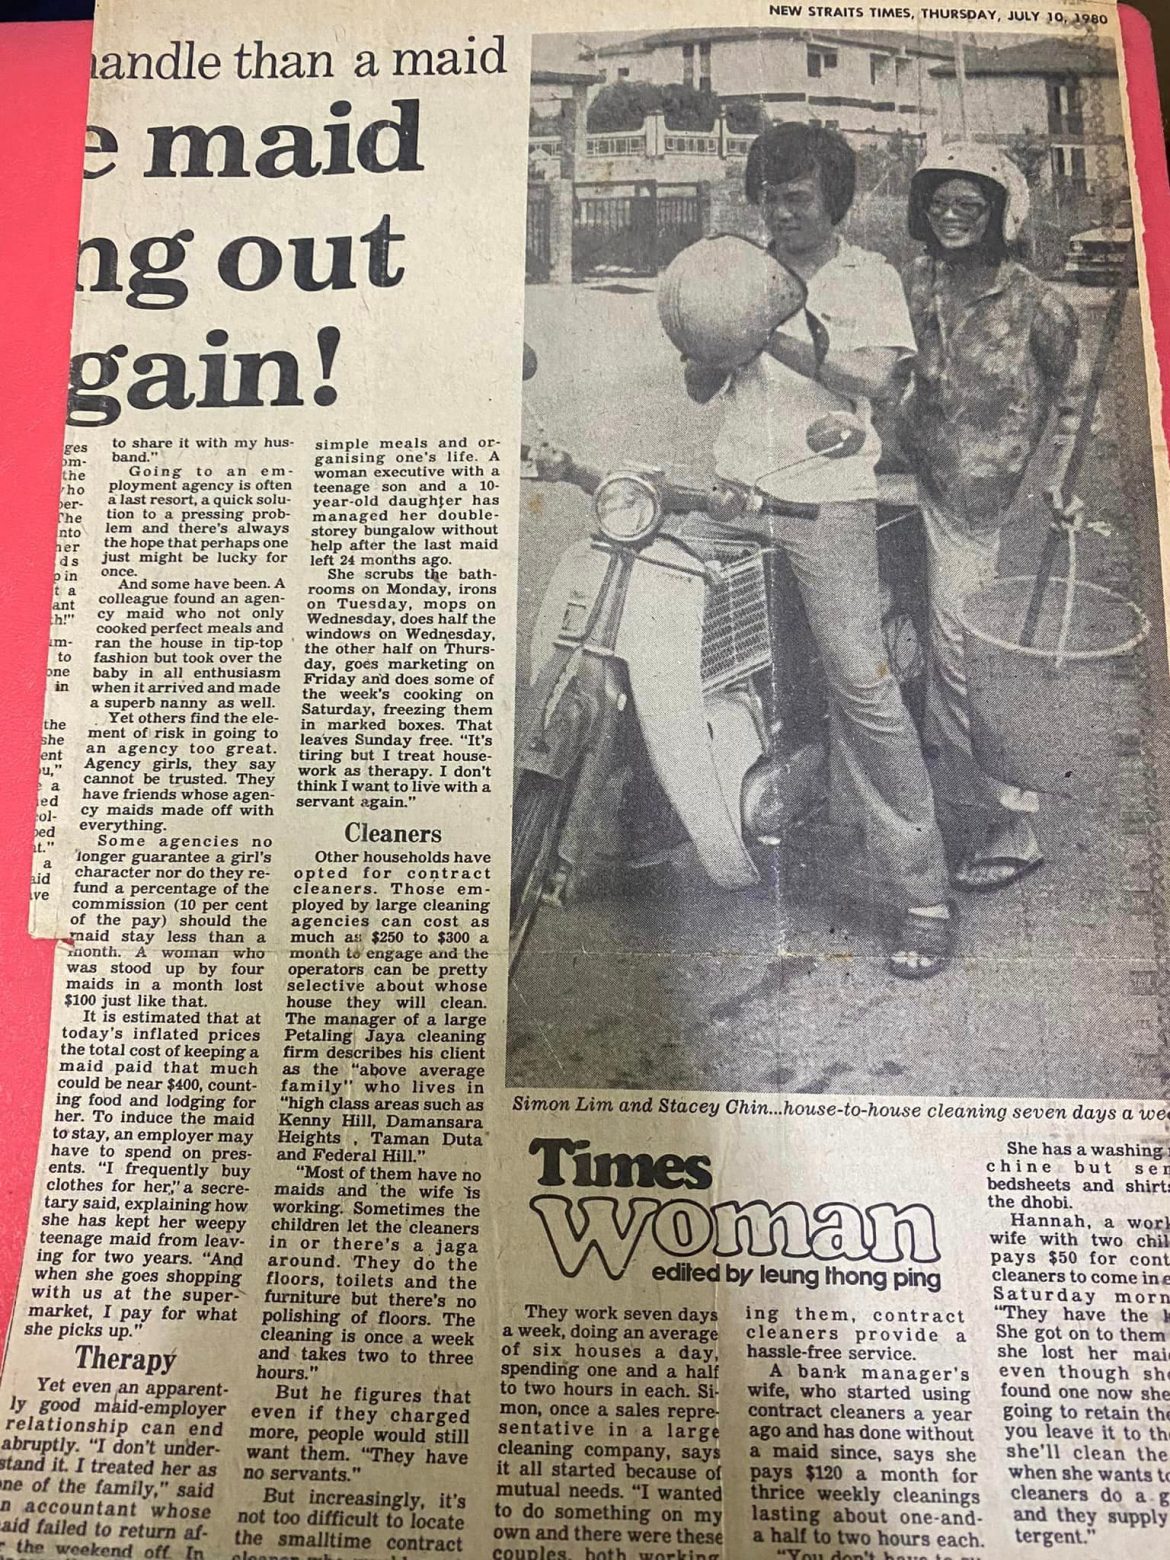 NEW STRAITS TIMES, THURSDAY, JULY 10, 1980
handle than a maid
e maid
ng out
gain!
ges
om-
the
who
per-
The
nto
her
ds
pin
t a
ant
h!"
m-
to
one
in
the
she
ent
u,"
e a
ied
col-
ped
at."
a
aid
ive
to share it with my hus-
band."
Going to an em-
ployment agency is often
a last resort, a quick solu-
tion to a pressing prob-
lem and there's always
the hope that perhaps one
just might be lucky for
once.
And some have been. A
colleague found an agen-
cy maid who not only
cooked perfect meals and
ran the house in tip-top
fashion but took over the
baby in all enthusiasm
when it arrived and made
a superb nanny as well.
Yet others find the ele-
ment of risk in going to
an agency too great.
Agency girls, they say
cannot be trusted. They
have friends whose agen-
cy maids made off with
everything.
Some agencies no
longer guarantee a girl's
character nor do they re-
fund a percentage of the
commission (10 per cent
of the pay) should the
maid stay less than a
month. A woman who
was stood up by four
maids in a month lost
$100 just like that.
It is estimated that at
today's inflated prices
the total cost of keeping a
maid paid that much
could be near $400, count-
ing food and lodging for
her. To induce the maid
to stay, an employer may
have to spend on pres-
ents. "I frequently buy
clothes for her," a secre-
tary said, explaining how
she has kept her weepy
teenage maid from leav-
ing for two years. "And
when she goes shopping
with us at the super-
market, I pay for what
she picks up."
Therapy
Yet even an apparent-
ly good maid-employer
relationship can end
abruptly. "I don't under-
stand it. I treated her as
one of the family," said
an accountant whose
maid failed to return af-
the weekend off. In
simple meals and or-
ganising one's life. A
woman executive with a
teenage son and a 10-
year-old daughter has
managed her double-
storey bungalow without
help after the last maid
left 24 months ago.
She scrubs the bath-
rooms on Monday, irons
on Tuesday, mops on
Wednesday, does half the
windows on Wednesday,
the other half on Thurs-
day, goes marketing on
Friday and does some of
the week's cooking on
Saturday, freezing them
in marked boxes. That
leaves Sunday free. "It's
tiring but I treat house-
work as therapy. I don't
think I want to live with a
servant again."
Cleaners
Other households have
opted for contract
cleaners. Those em-
ployed by large cleaning
agencies can cost as
much as $250 to $300 a
month to engage and the
operators can be pretty
selective about whose
house they will clean.
The manager of a large
Petaling Jaya cleaning
firm describes his client
as the "above average
family" who lives in
"high class areas such as
Kenny Hill, Damansara
Heights , Taman Duta
and Federal Hill."
"Most of them have no
maids and the wife is
working. Sometimes the
children let the cleaners
in or there's a jaga
around. They do the
floors, toilets and the
furniture but there's no
polishing of floors. The
cleaning is once a week
and takes two to three
hours."
But he figures that
even if they charged
more, people would still
want them. "They have
no servants."
But increasingly, it's
not too difficult to locate
the smalltime contract
Simon Lim and Stacey Chin...house-to-house cleaning seven days a wee
Times
Woman
edited by leung thong ping
They work seven days
a week, doing an average
of six houses a day,
spending one and a half
to two hours in each. Si-
mon, once a sales repre-
sentative in a large
cleaning company, says
it all started because of
mutual needs. "I wanted
to do something on my
own and there were these
couples, both working
ing them, contract
cleaners provide a
hassle-free service.
A bank manager's
wife, who started using
contract cleaners a year
ago and has done without
a maid since, says she
pays $120 a month for
thrice weekly cleanings
lasting about one-and-
a half to two hours each.
"You don't have to
She has a washing
chine but sen
bedsheets and shirts
the dhobi.
Hannah, a work
wife with two chil
pays $50 for cont
cleaners to come in e
Saturday morn
"They have the k
She got on to them
she lost her mai
even though she
found one now she
going to retain the
you leave it to th
she'll clean the
when she wants to
cleaners do a g
and they supply
tergent."